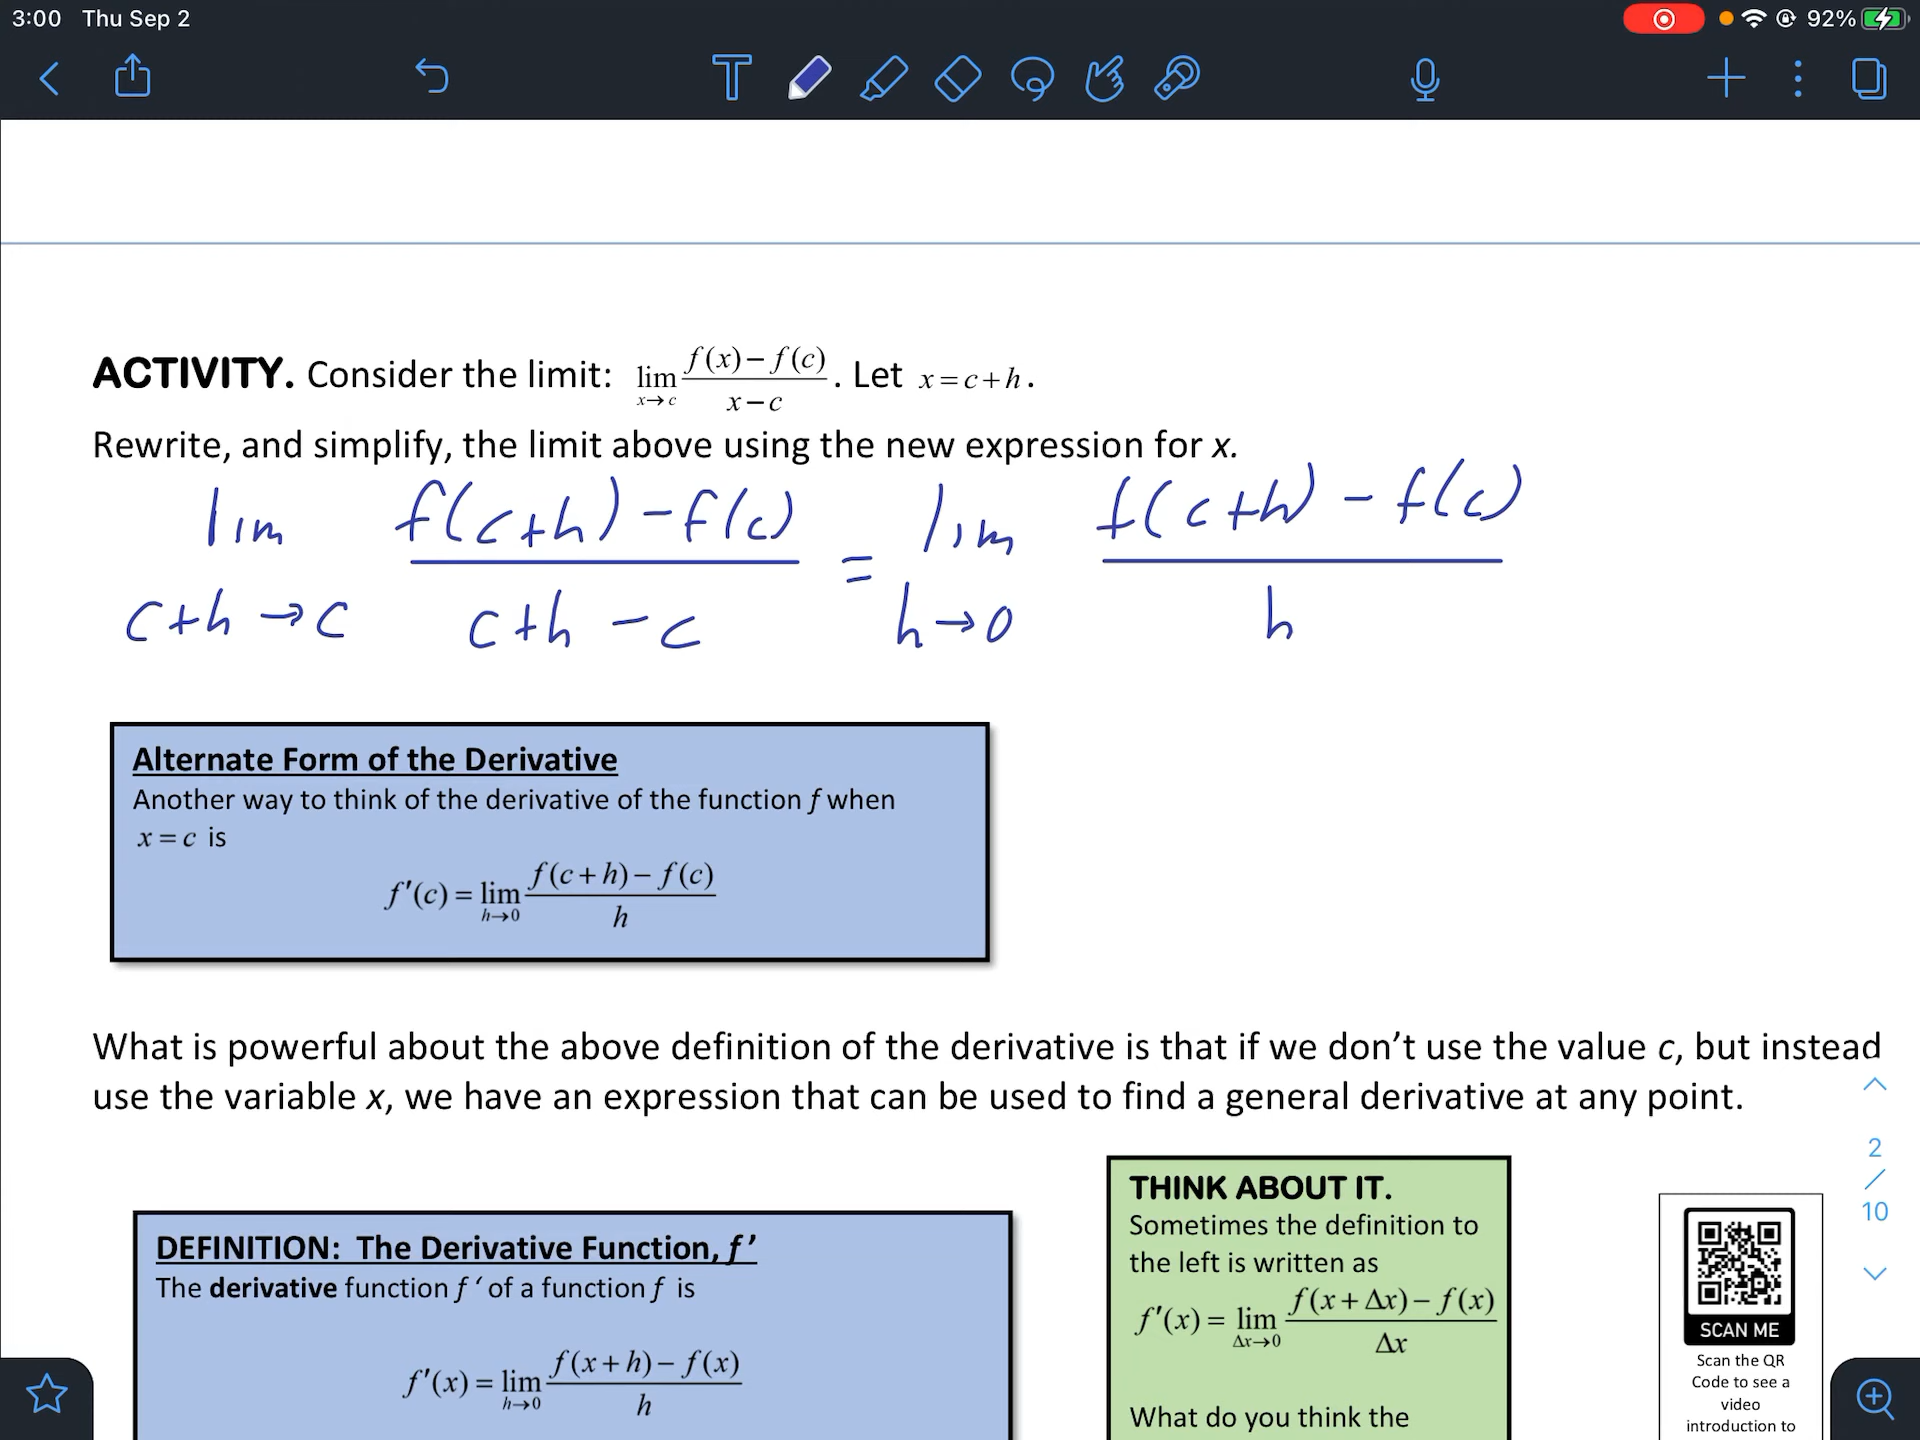 3:00 Thu Sep 2
92%
T
ACTIVITY. Consider the limit: lim x→c (f(x) − f(c))/(x − c). Let x = c + h.
Rewrite, and simplify, the limit above using the new expression for x.
lim c+h→c (f(c+h) − f(c))/(c+h − c) = lim h→0 (f(c+h) − f(c))/h
Alternate Form of the Derivative
Another way to think of the derivative of the function f when
x = c is
f'(c) = lim h→0 (f(c + h) − f(c))/h
What is powerful about the above definition of the derivative is that if we don't use the value c, but instead
use the variable x, we have an expression that can be used to find a general derivative at any point.
2
/
10
DEFINITION: The Derivative Function, f '
The derivative function f ' of a function f is
f'(x) = lim h→0 (f(x + h) − f(x))/h
THINK ABOUT IT.
Sometimes the definition to
the left is written as
f'(x) = lim Δx→0 (f(x + Δx) − f(x))/Δx
What do you think the
SCAN ME
Scan the QR
Code to see a
video
introduction to